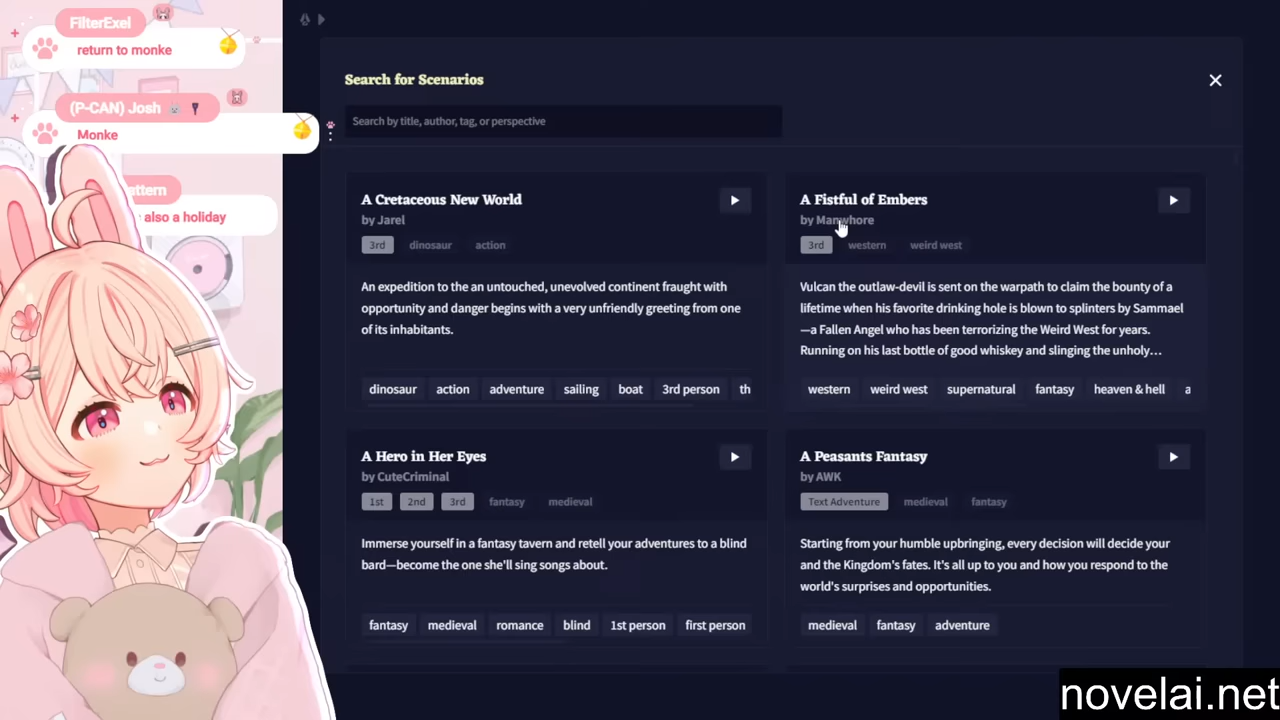 FilterExel
return to monke
(P-CAN) Josh
Monke
attern
also a holiday
Search for Scenarios
Search by title, author, tag, or perspective
A Cretaceous New World
by Jarel
3rd dinosaur action
An expedition to the an untouched, unevolved continent fraught with
opportunity and danger begins with a very unfriendly greeting from one
of its inhabitants.
dinosaur action adventure sailing boat 3rd person th
A Fistful of Embers
by Manwhore
3rd western weird west
Vulcan the outlaw-devil is sent on the warpath to claim the bounty of a
lifetime when his favorite drinking hole is blown to splinters by Sammael
—a Fallen Angel who has been terrorizing the Weird West for years.
Running on his last bottle of good whiskey and slinging the unholy…
western weird west supernatural fantasy heaven & hell a
A Hero in Her Eyes
by CuteCriminal
1st 2nd 3rd fantasy medieval
Immerse yourself in a fantasy tavern and retell your adventures to a blind
bard—become the one she'll sing songs about.
fantasy medieval romance blind 1st person first person
A Peasants Fantasy
by AWK
Text Adventure medieval fantasy
Starting from your humble upbringing, every decision will decide your
and the Kingdom's fates. It's all up to you and how you respond to the
world's surprises and opportunities.
medieval fantasy adventure
novelai.net